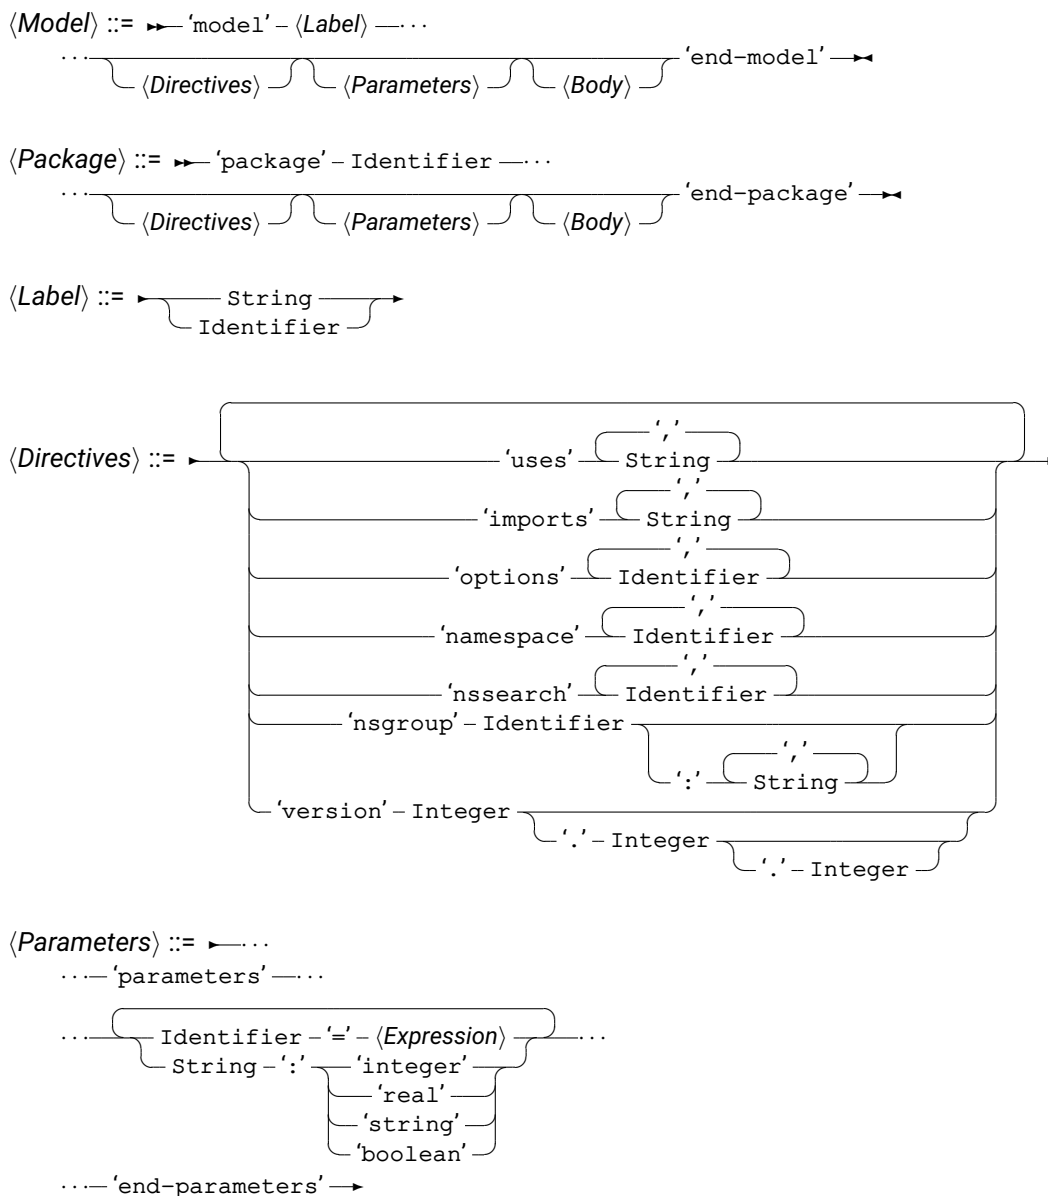 ⟨Model⟩ ::= ‘model’ ⟨Label⟩ ···
··· ‘end-model’
⟨Directives⟩ ⟨Parameters⟩ ⟨Body⟩
⟨Package⟩ ::= ‘package’ Identifier ···
··· ‘end-package’
⟨Directives⟩ ⟨Parameters⟩ ⟨Body⟩
⟨Label⟩ ::= String
Identifier
‘,’
⟨Directives⟩ ::= ‘uses’ String
‘,’
‘imports’ String
‘,’
‘options’ Identifier
‘,’
‘namespace’ Identifier
‘,’
‘nssearch’ Identifier
‘nsgroup’ Identifier
‘,’
‘:’ String
‘version’ Integer
‘.’ Integer
‘.’ Integer
⟨Parameters⟩ ::= ···
··· ‘parameters’ ···
··· Identifier ‘=’ ⟨Expression⟩ ···
String ‘:’ ‘integer’
‘real’
‘string’
‘boolean’
··· ‘end-parameters’